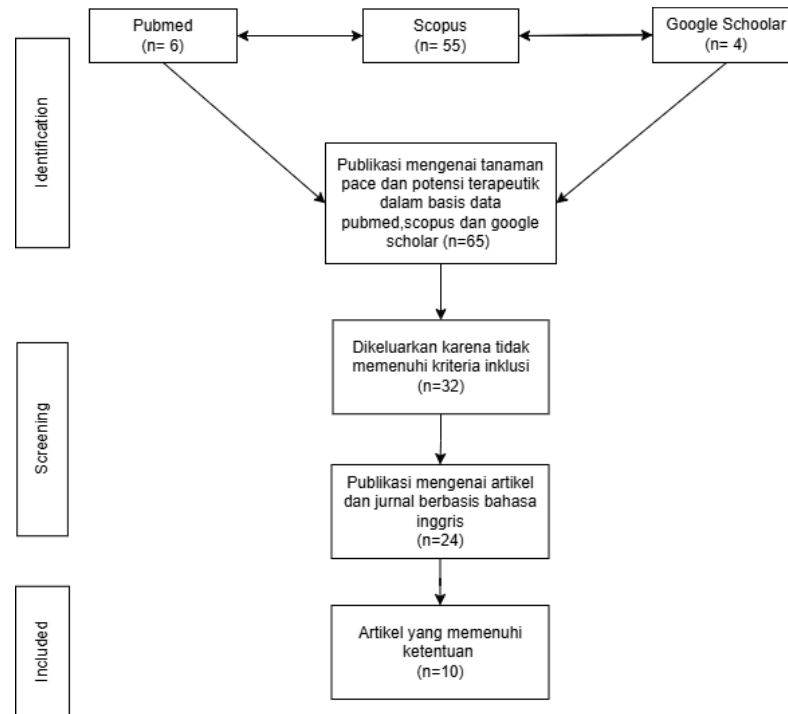 Pubmed
(n= 6)
Scopus
(n= 55)
Google Schoolar
(n= 4)
Identification
Publikasi mengenai tanaman
pace dan potensi terapeutik
dalam basis data
pubmed,scopus dan google
scholar (n=65)
Dikeluarkan karena tidak
memenuhi kriteria inklusi
(n=32)
Screening
Publikasi mengenai artikel
dan jurnal berbasis bahasa
inggris
(n=24)
Included
Artikel yang memenuhi
ketentuan
(n=10)